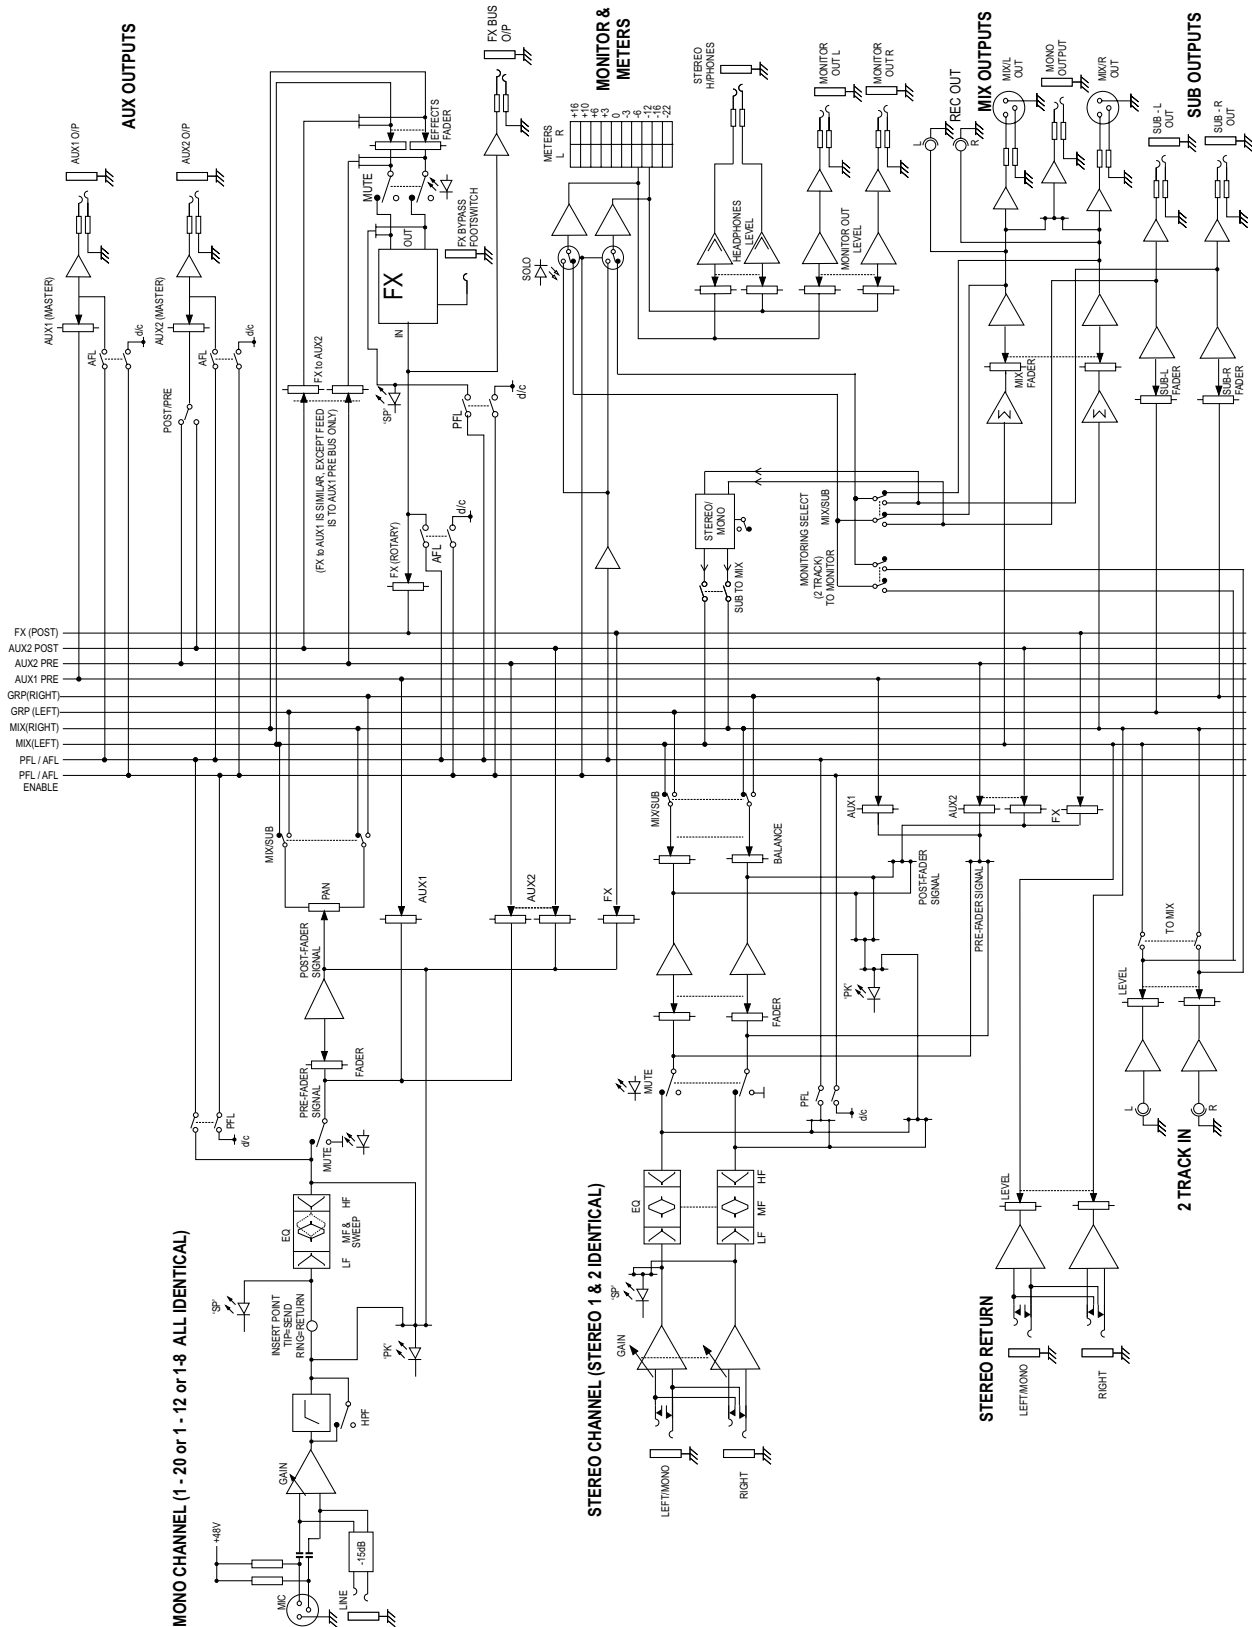 AUX OUTPUTS
AUX1 O/P
AUX2 O/P
AUX1 (MASTER)
AUX2 (MASTER)
AFL
d/c
AFL
d/c
POST/PRE
FX to AUX2
(FX to AUX1 IS SIMILAR, EXCEPT FEED
IS TO AUX1 PRE BUS ONLY)
EFFECTS
FADER
MUTE
OUT
FX
IN
FX BYPASS
FOOTSWITCH
'SP'
PFL
d/c
AFL
d/c
FX (ROTARY)
FX BUS
O/P
MONITOR &
METERS
METERS
L R
+16
+10
+6
+3
0
-3
-6
-12
-16
-22
SOLO
STEREO
H/PHONES
HEADPHONES
LEVEL
MONITOR
OUT L
MONITOR
OUT R
MONITOR OUT
LEVEL
STEREO/
MONO
SUB TO MIX
MONITORING SELECT
(2 TRACK)
TO MONITOR
MIX/SUB
REC OUT
L
R
MIX OUTPUTS
MIX/L
OUT
MONO
OUTPUT
MIX/R
OUT
MIX
FADER
Σ
Σ
SUB OUTPUTS
SUB - L
OUT
SUB - R
OUT
SUB-L
FADER
SUB-R
FADER
FX (POST)
AUX2 POST
AUX2 PRE
AUX1 PRE
GRP(RIGHT)
GRP (LEFT)
MIX(RIGHT)
MIX(LEFT)
PFL / AFL
PFL / AFL
ENABLE
MONO CHANNEL (1 - 20 or 1 - 12 or 1-8 ALL IDENTICAL)
MIC
+48V
LINE
-15dB
GAIN
HPF
INSERT POINT
TIP=SEND
RING=RETURN
'SP'
'PK'
EQ
LF
MF &
SWEEP
HF
MUTE
PFL
d/c
PRE-FADER
SIGNAL
FADER
POST-FADER
SIGNAL
PAN
MIX/SUB
AUX1
AUX2
FX
STEREO CHANNEL (STEREO 1 & 2 IDENTICAL)
LEFT/MONO
RIGHT
GAIN
'SP'
EQ
LF
MF
HF
MUTE
PFL
d/c
FADER
'PK'
BALANCE
MIX/SUB
POST-FADER
SIGNAL
PRE-FADER SIGNAL
AUX1
AUX2
FX
STEREO RETURN
LEFT/MONO
RIGHT
LEVEL
2 TRACK IN
L
R
LEVEL
TO MIX